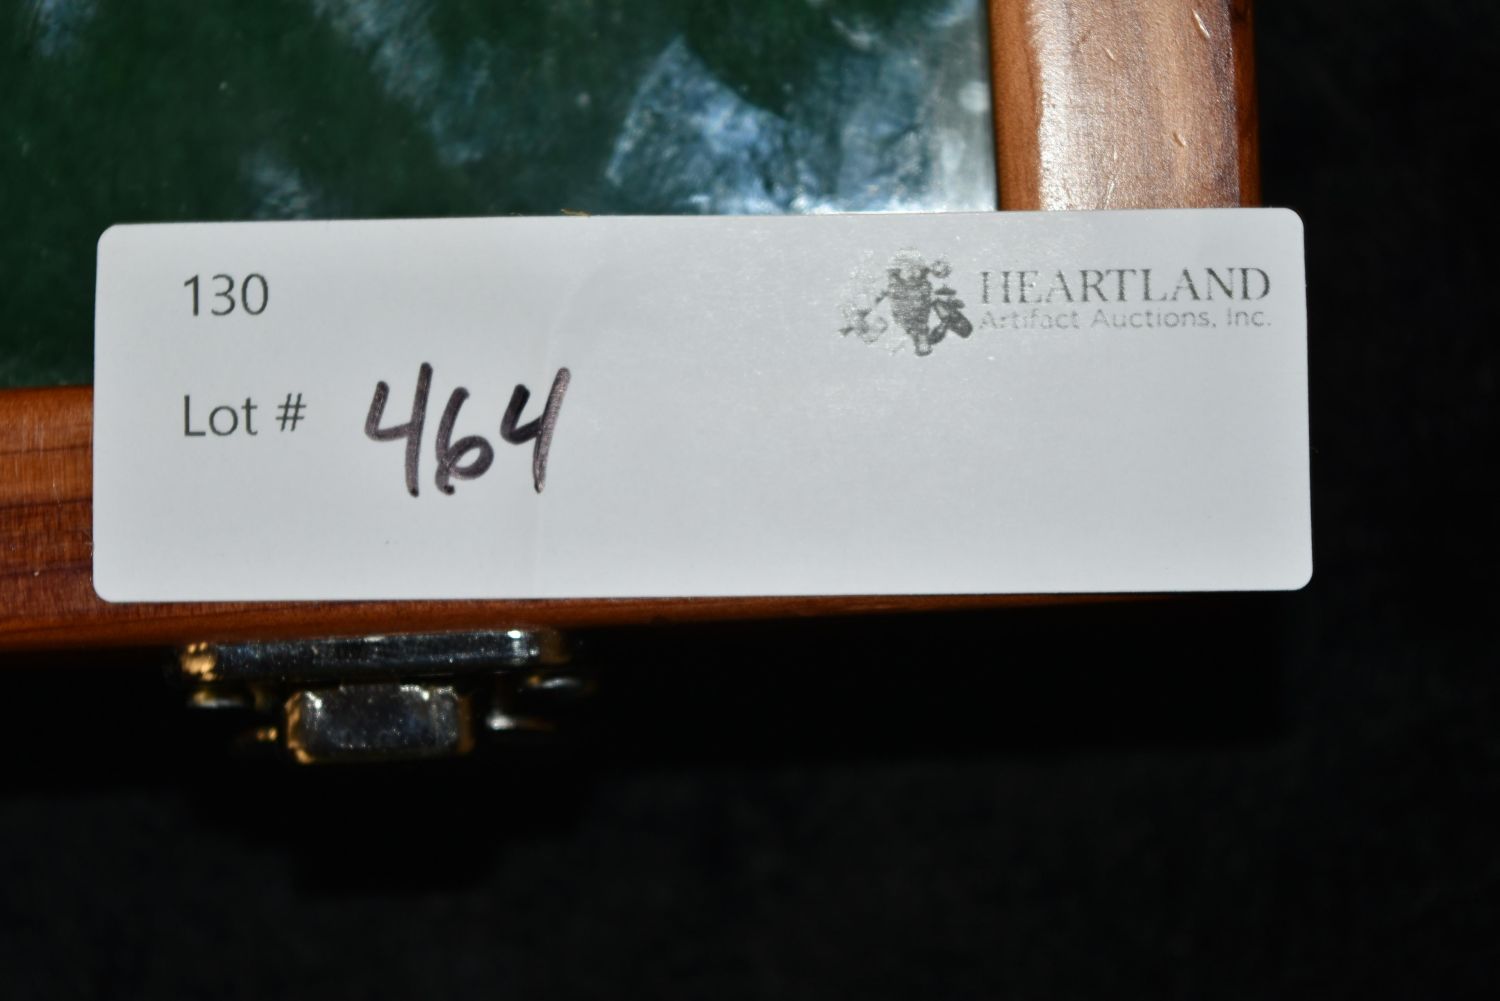 130
HEARTLAND
Artifact Auctions, Inc.
Lot # 464